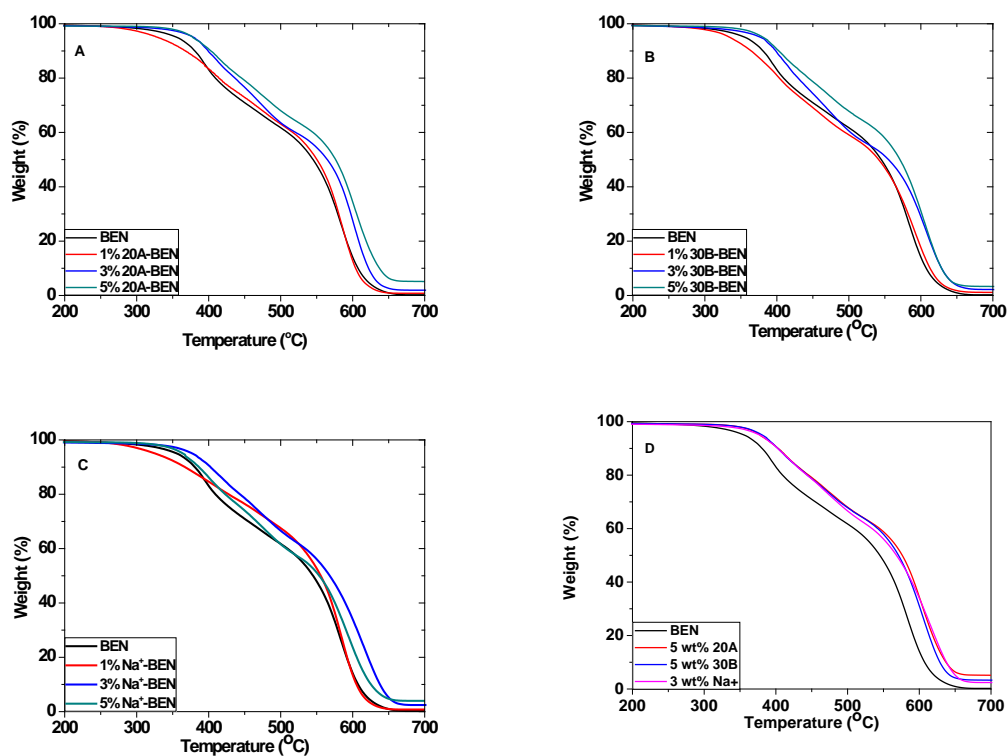 A
Weight (%)
100
80
60
40
20
0
BEN
1% 20A-BEN
3% 20A-BEN
5% 20A-BEN
200 300 400 500 600 700
Temperature (°C)
B
Weight (%)
100
80
60
40
20
0
BEN
1% 30B-BEN
3% 30B-BEN
5% 30B-BEN
200 300 400 500 600 700
Temperature (°C)
C
Weight (%)
100
80
60
40
20
0
BEN
1% Na⁺-BEN
3% Na⁺-BEN
5% Na⁺-BEN
200 300 400 500 600 700
Temperature (°C)
D
Weight (%)
100
80
60
40
20
0
BEN
5 wt% 20A
5 wt% 30B
3 wt% Na+
200 300 400 500 600 700
Temperature (°C)